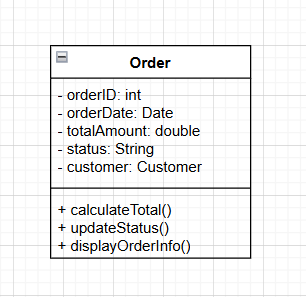 Order
- orderID: int
- orderDate: Date
- totalAmount: double
- status: String
- customer: Customer
+ calculateTotal()
+ updateStatus()
+ displayOrderInfo()